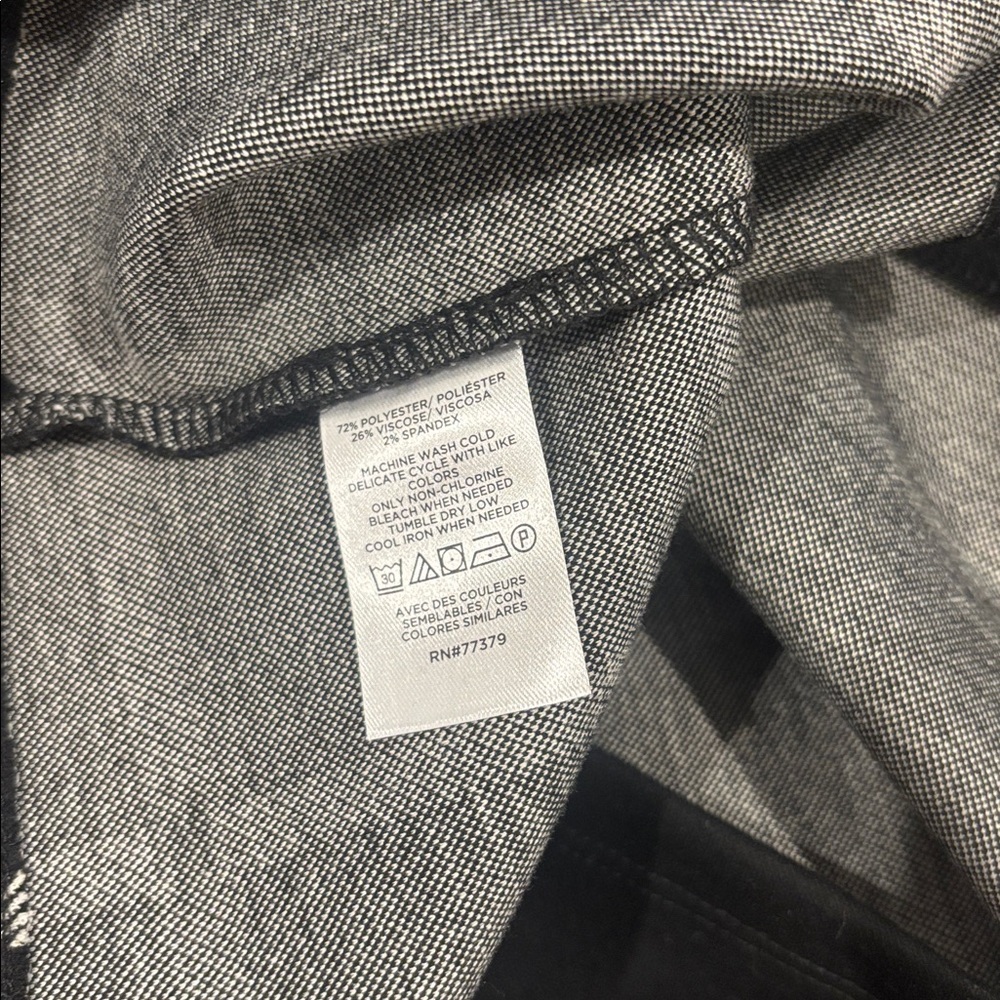 72% POLYESTER/ POLIÉSTER
26% VISCOSE/ VISCOSA
2% SPANDEX
MACHINE WASH COLD
DELICATE CYCLE WITH LIKE
COLORS
ONLY NON-CHLORINE
BLEACH WHEN NEEDED
TUMBLE DRY LOW
COOL IRON WHEN NEEDED
30 P
AVEC DES COULEURS
SEMBLABLES / CON
COLORES SIMILARES
RN#77379